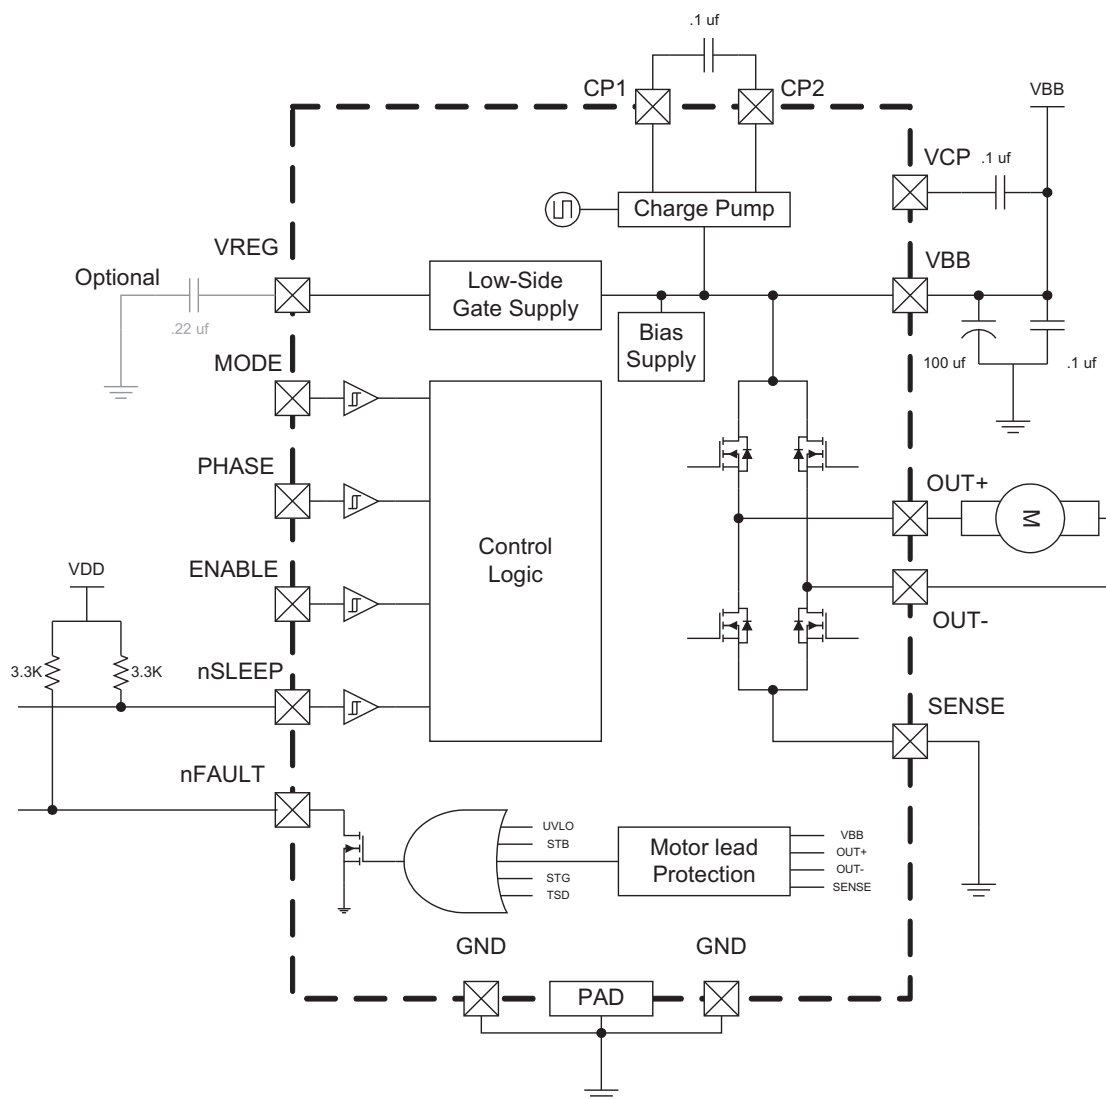 .1 uf
CP1
CP2
VBB
VCP
.1 uf
Charge Pump
VREG
VBB
Optional
Low-Side
Gate Supply
.22 uf
Bias
Supply
100 uf
.1 uf
MODE
PHASE
OUT+
M
Control
Logic
ENABLE
VDD
OUT-
3.3K
3.3K
nSLEEP
SENSE
nFAULT
UVLO
STB
STG
TSD
Motor lead
Protection
VBB
OUT+
OUT-
SENSE
GND
GND
PAD